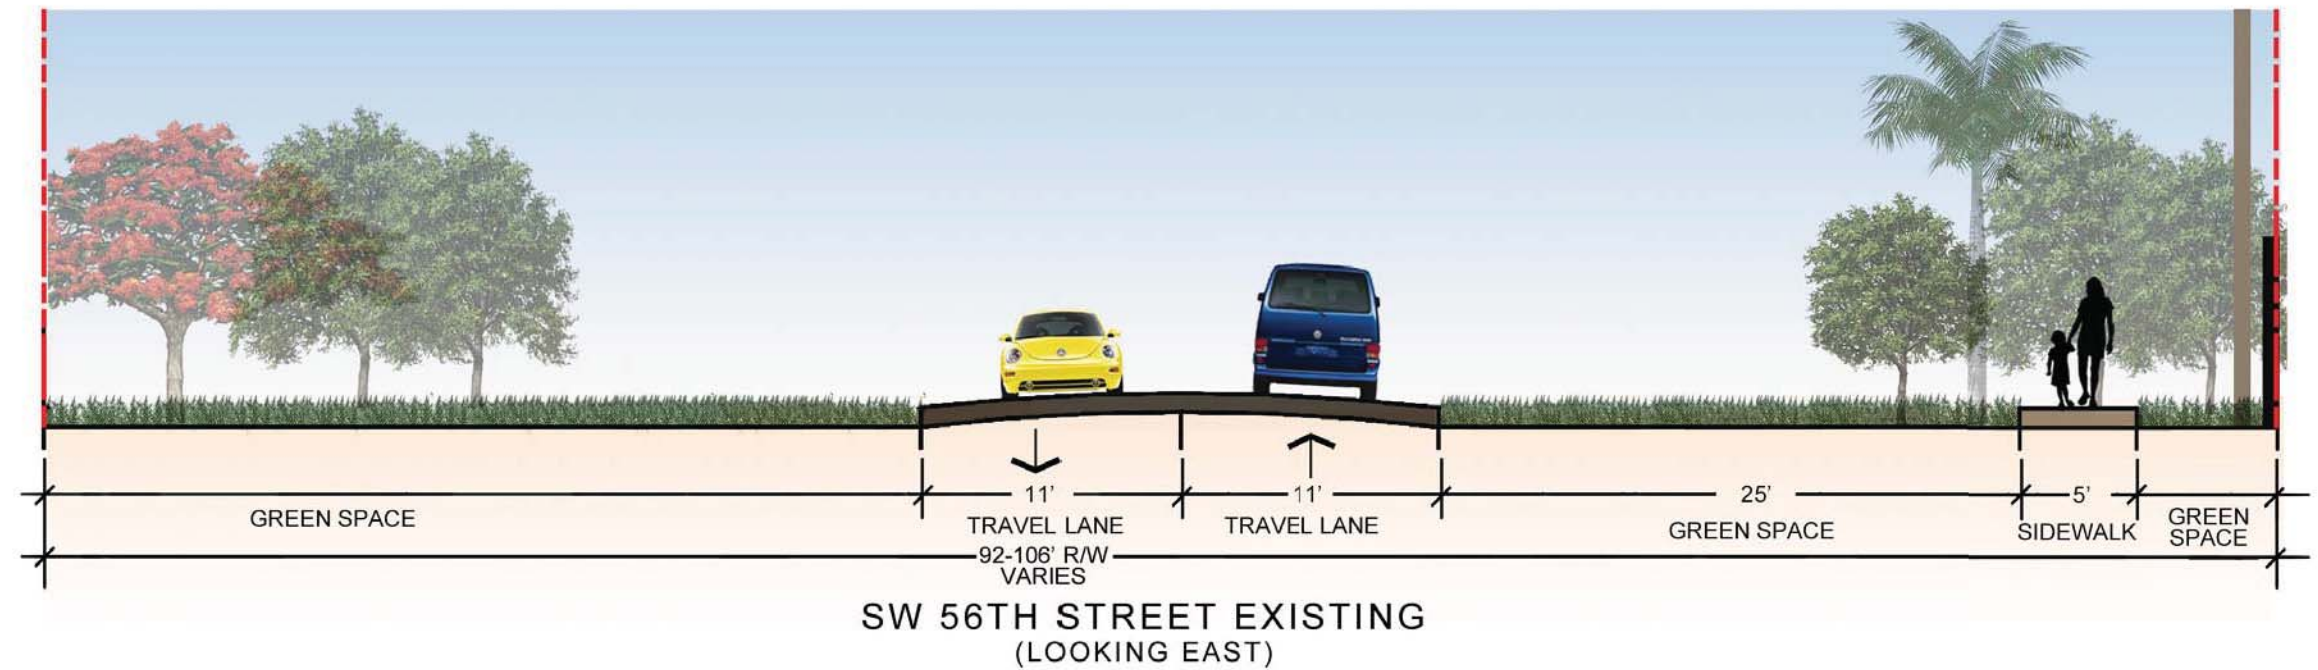 11' 11' 25' 5'
GREEN SPACE TRAVEL LANE TRAVEL LANE GREEN SPACE SIDEWALK GREEN
SPACE
92-106' R/W
VARIES
SW 56TH STREET EXISTING
(LOOKING EAST)